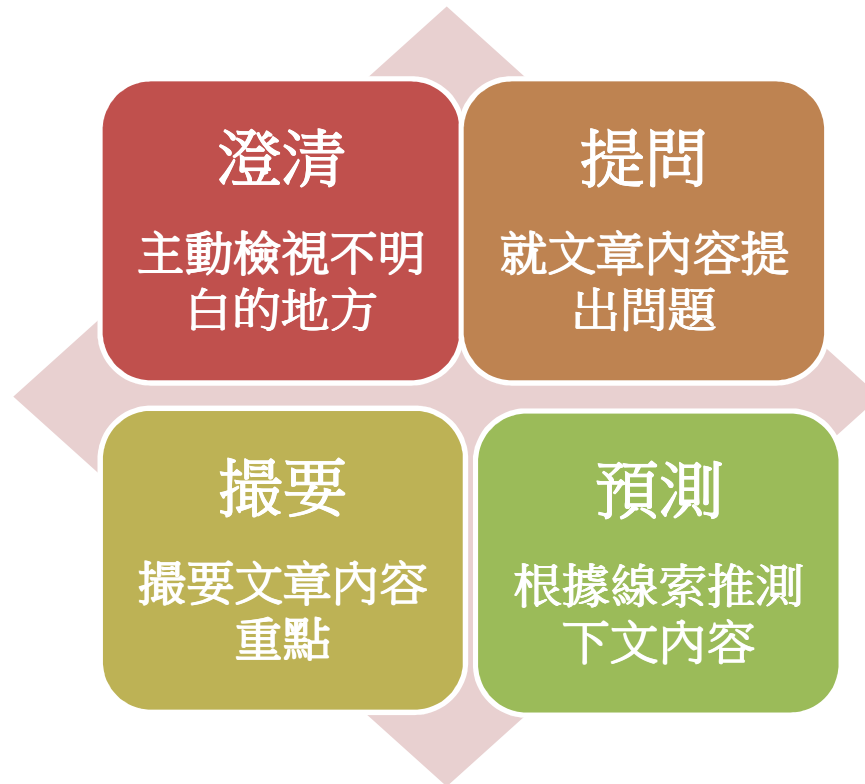 澄清
主動檢視不明
白的地方
提問
就文章內容提
出問題
撮要
撮要文章內容
重點
預測
根據線索推測
下文內容